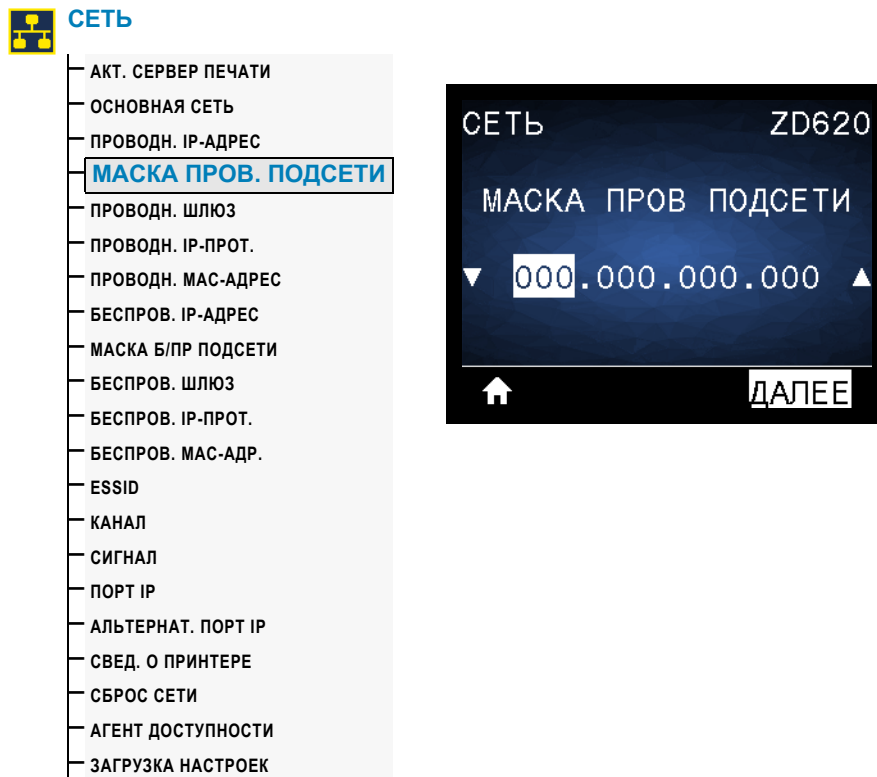 СЕТЬ
АКТ. СЕРВЕР ПЕЧАТИ
ОСНОВНАЯ СЕТЬ
ПРОВОДН. IP-АДРЕС
МАСКА ПРОВ. ПОДСЕТИ
ПРОВОДН. ШЛЮЗ
ПРОВОДН. IP-ПРОТ.
ПРОВОДН. MAC-АДРЕС
БЕСПРОВ. IP-АДРЕС
МАСКА Б/ПР ПОДСЕТИ
БЕСПРОВ. ШЛЮЗ
БЕСПРОВ. IP-ПРОТ.
БЕСПРОВ. MAC-АДР.
ESSID
КАНАЛ
СИГНАЛ
ПОРТ IP
АЛЬТЕРНАТ. ПОРТ IP
СВЕД. О ПРИНТЕРЕ
СБРОС СЕТИ
АГЕНТ ДОСТУПНОСТИ
ЗАГРУЗКА НАСТРОЕК
СЕТЬ ZD620
МАСКА ПРОВ ПОДСЕТИ
000.000.000.000
ДАЛЕЕ